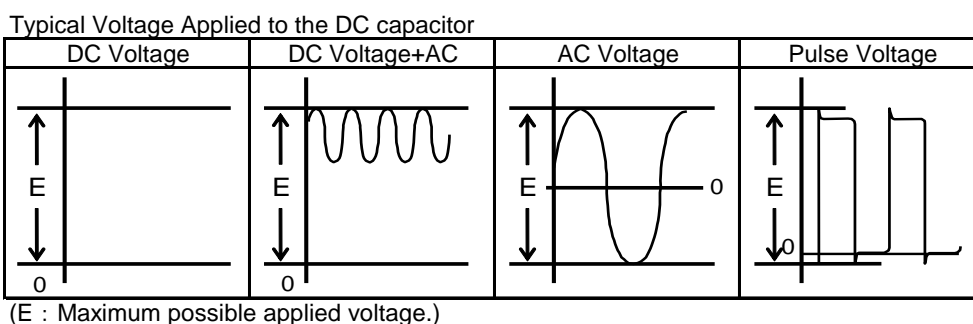 Typical Voltage Applied to the DC capacitor
DC Voltage DC Voltage+AC AC Voltage Pulse Voltage
E E E 0 E
0
0 0
(E：Maximum possible applied voltage.)